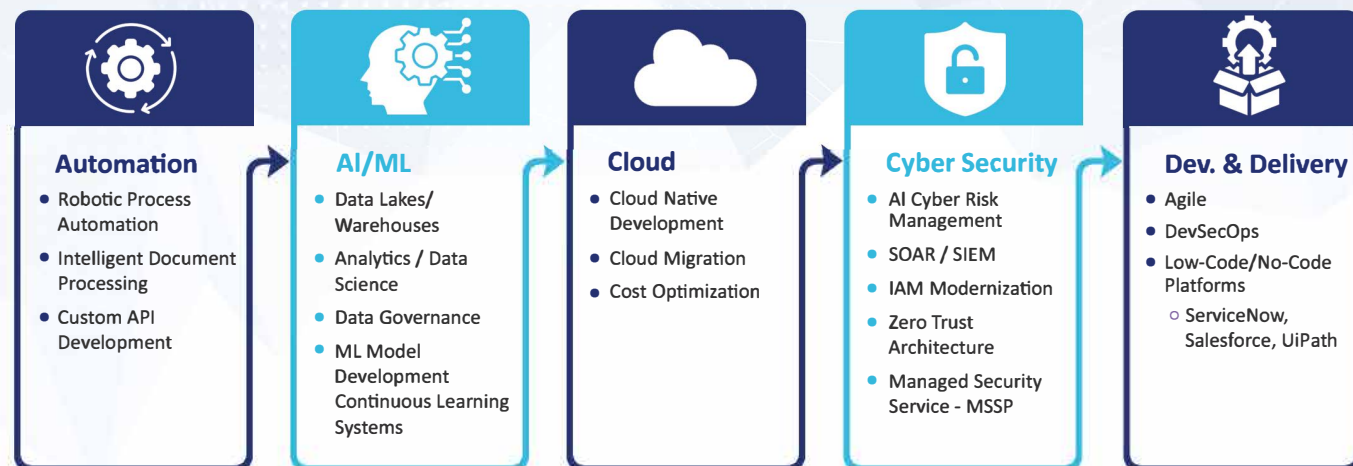 Automation
• Robotic Process
Automation
• Intelligent Document
Processing
• Custom API
Development
AI/ML
• Data Lakes/
Warehouses
• Analytics / Data
Science
• Data Governance
• ML Model
Development
Continuous Learning
Systems
Cloud
• Cloud Native
Development
• Cloud Migration
• Cost Optimization
Cyber Security
• AI Cyber Risk
Management
• SOAR / SIEM
• IAM Modernization
• Zero Trust
Architecture
• Managed Security
Service - MSSP
Dev. & Delivery
• Agile
• DevSecOps
• Low-Code/No-Code
Platforms
○ ServiceNow,
Salesforce, UiPath